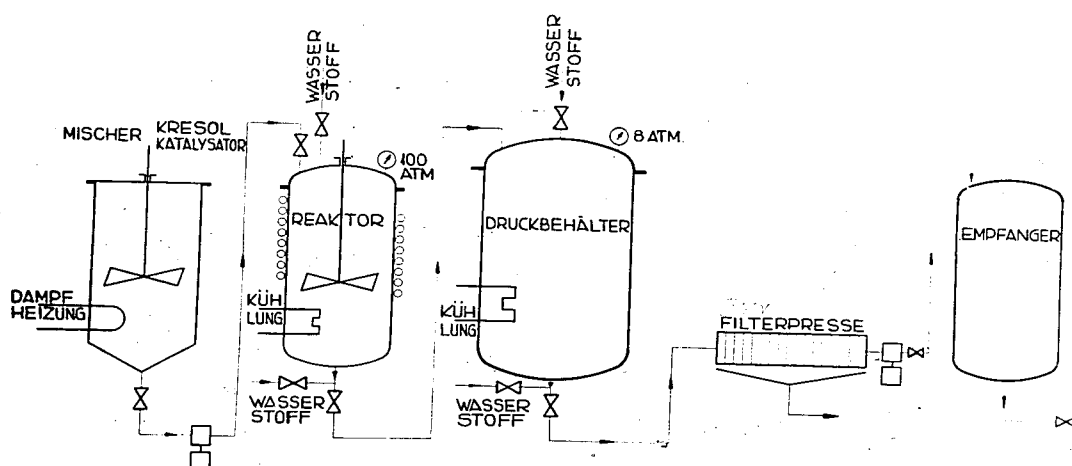 WASSER
STOFF
WASSER
STOFF
MISCHER
KRESOL
KATALYSATOR
100
ATM
8 ATM.
REAKTOR
DRUCKBEHÄLTER
EMPFANGER
DAMPF
HEIZUNG
KÜH
LUNG
KÜH
LUNG
FILTERPRESSE
WASSER
STOFF
WASSER
STOFF